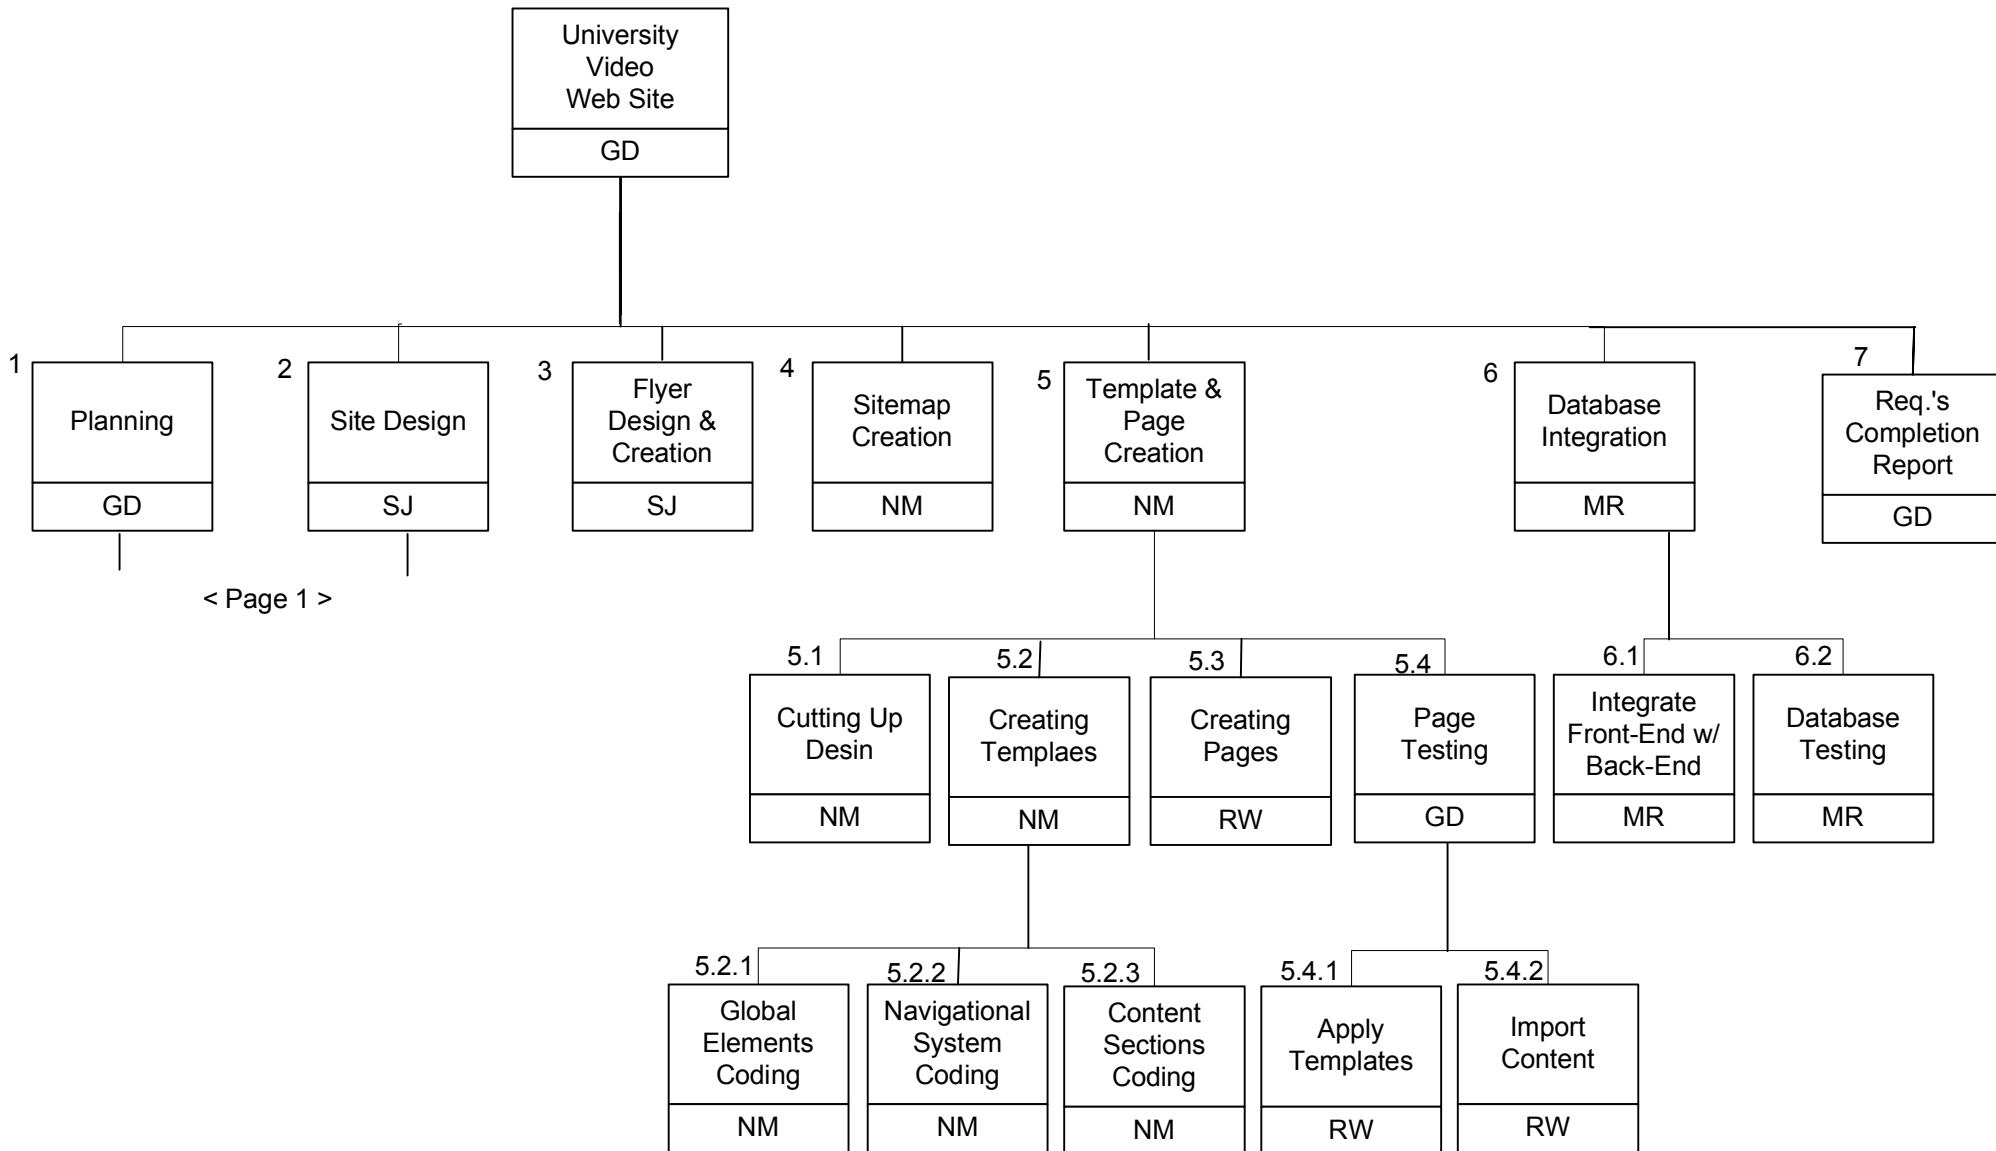 University
Video
Web Site
GD
1
Planning
GD
2
Site Design
SJ
3
Flyer
Design &
Creation
SJ
4
Sitemap
Creation
NM
5
Template &
Page
Creation
NM
6
Database
Integration
MR
7
Req.'s
Completion
Report
GD
< Page 1 >
5.1
Cutting Up
Desin
NM
5.2
Creating
Templaes
NM
5.3
Creating
Pages
RW
5.4
Page
Testing
GD
6.1
Integrate
Front-End w/
Back-End
MR
6.2
Database
Testing
MR
5.2.1
Global
Elements
Coding
NM
5.2.2
Navigational
System
Coding
NM
5.2.3
Content
Sections
Coding
NM
5.4.1
Apply
Templates
RW
5.4.2
Import
Content
RW